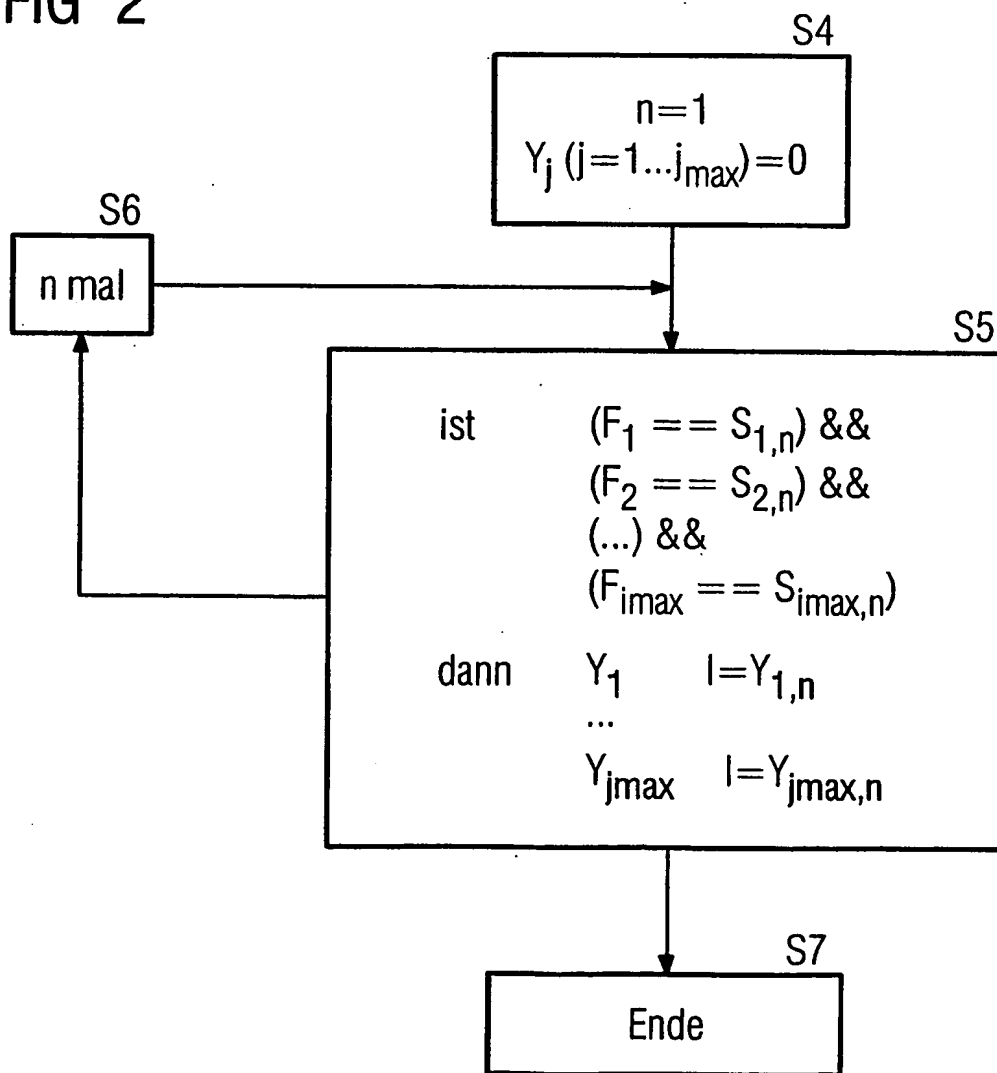 FIG 2
S4
n=1
Y_j (j=1...j_max)=0
S6
n mal
S5
ist (F_1 == S_1,n) &&
(F_2 == S_2,n) &&
(...) &&
(F_imax == S_imax,n)
dann Y_1 I=Y_1,n
...
Y_jmax I=Y_jmax,n
S7
Ende